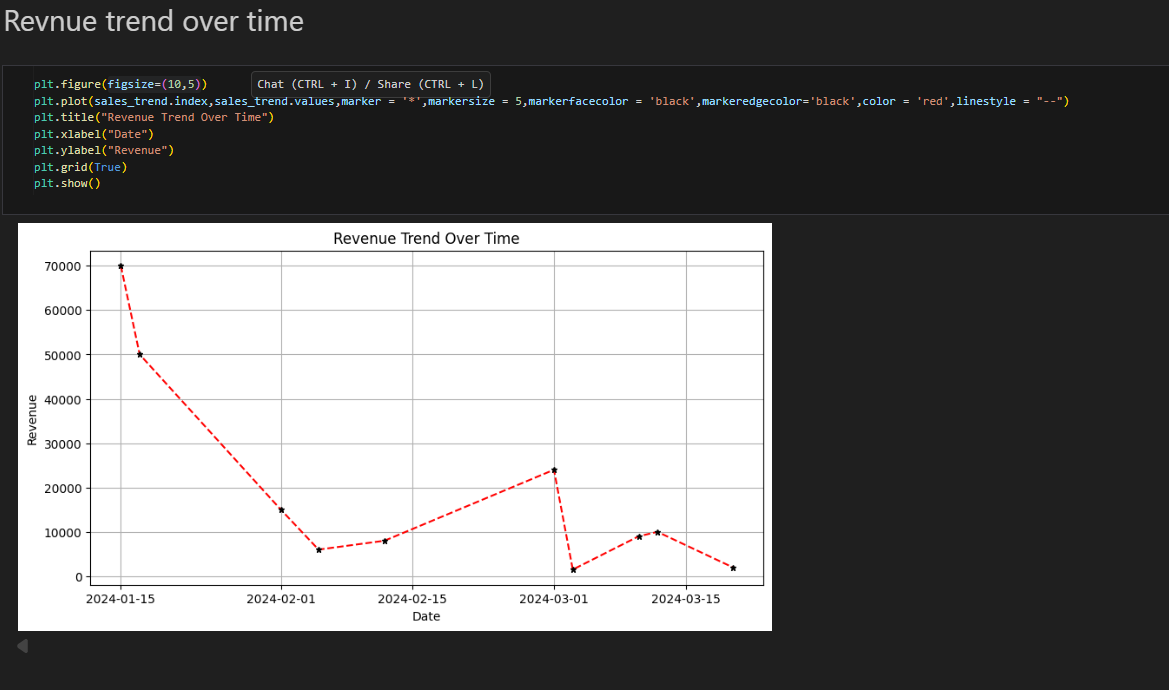 Revnue trend over time
plt.figure(figsize=(10,5))
Chat (CTRL + I) / Share (CTRL + L)
plt.plot(sales_trend.index,sales_trend.values,marker = '*',markersize = 5,markerfacecolor = 'black',markeredgecolor='black',color = 'red',linestyle = "--")
plt.title("Revenue Trend Over Time")
plt.xlabel("Date")
plt.ylabel("Revenue")
plt.grid(True)
plt.show()
Revenue Trend Over Time
70000
60000
50000
40000
30000
20000
10000
0
Revenue
2024-01-15 2024-02-01 2024-02-15 2024-03-01 2024-03-15
Date